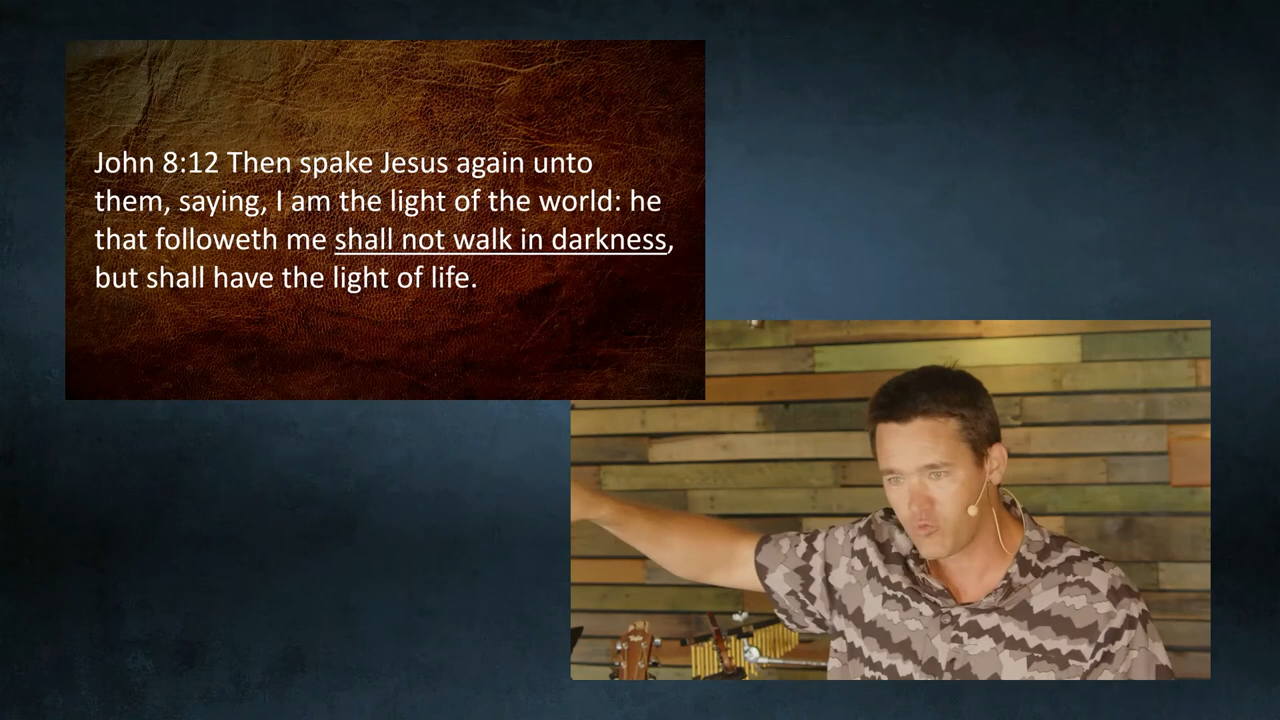 John 8:12 Then spake Jesus again unto
them, saying, I am the light of the world: he
that followeth me shall not walk in darkness,
but shall have the light of life.